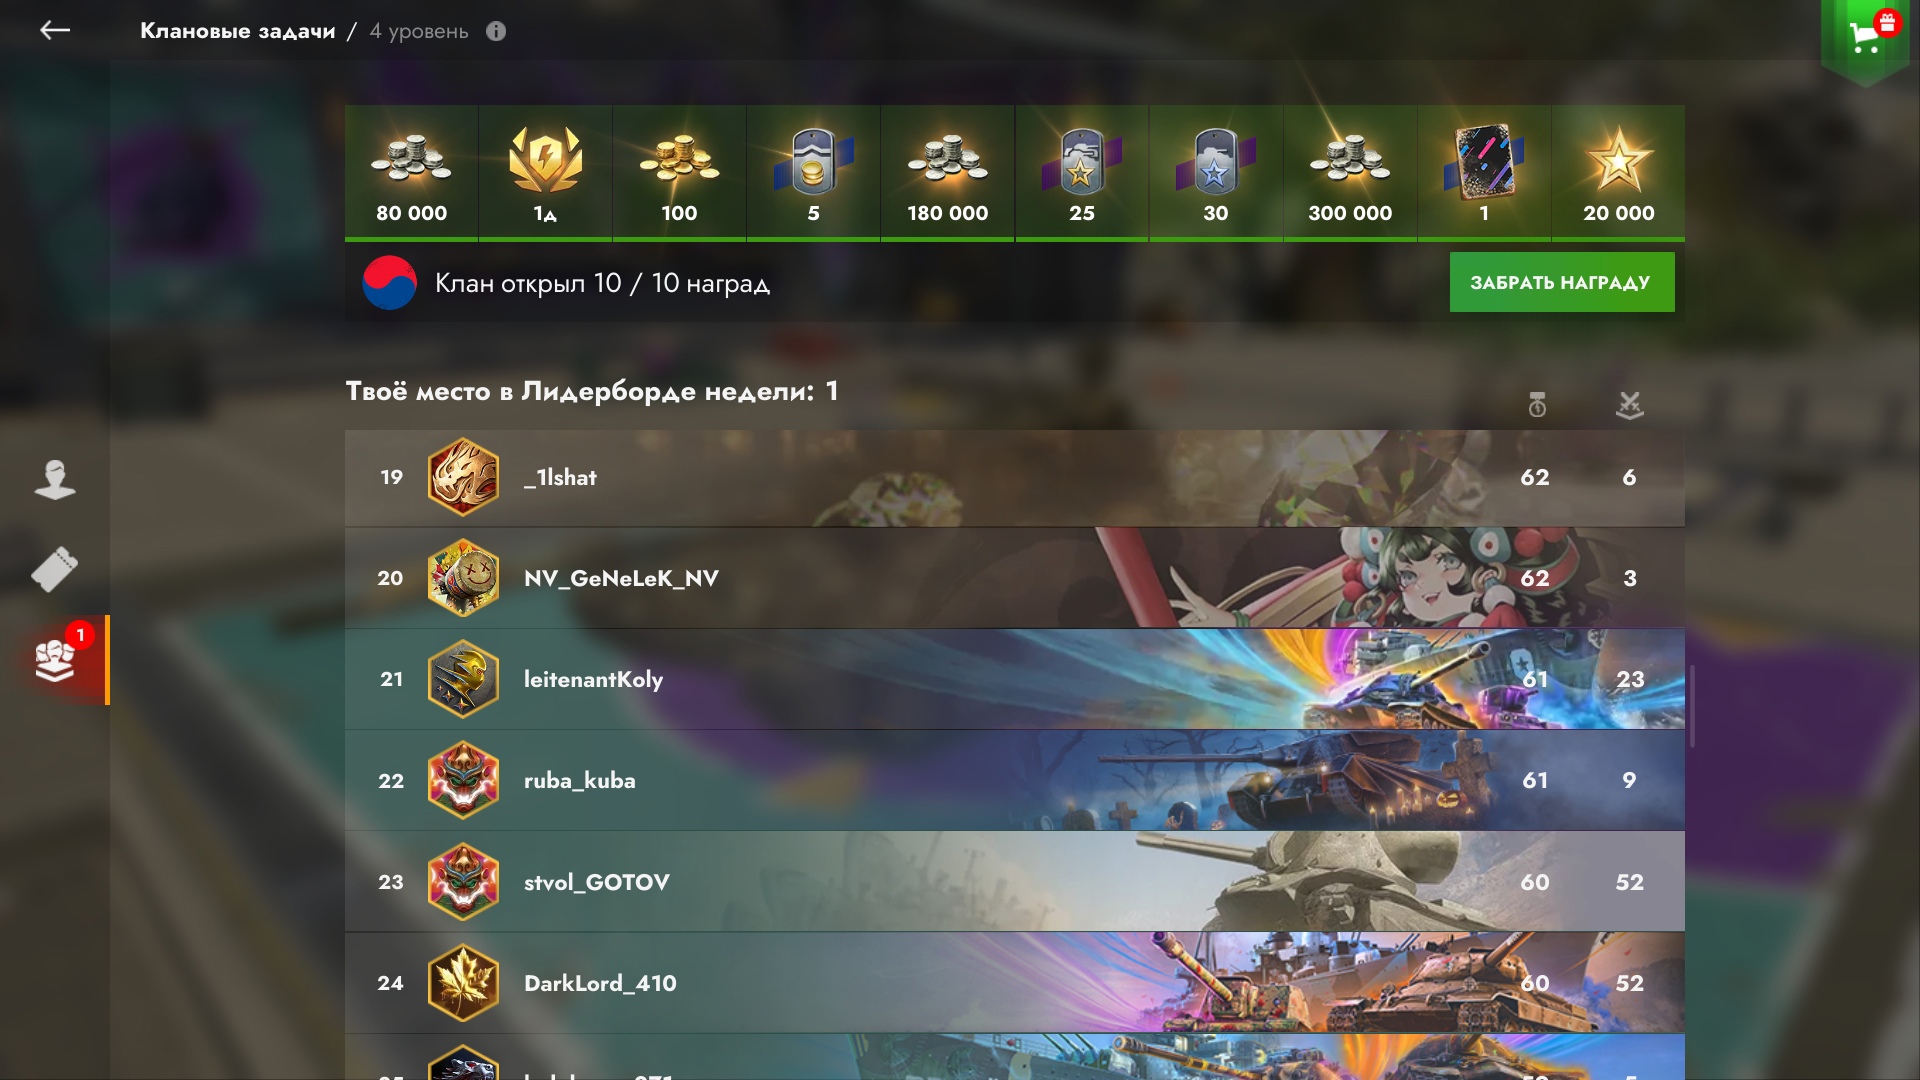 Клановые задачи / 4 уровень
80 000 1д 100 5 180 000 25 30 300 000 1 20 000
Клан открыл 10 / 10 наград
ЗАБРАТЬ НАГРАДУ
Твоё место в Лидерборде недели: 1
19 _1lshat 62 6
20 NV_GeNeLeK_NV 62 3
1
21 leitenantKoly 61 23
22 ruba_kuba 61 9
23 stvol_GOTOV 60 52
24 DarkLord_410 60 52